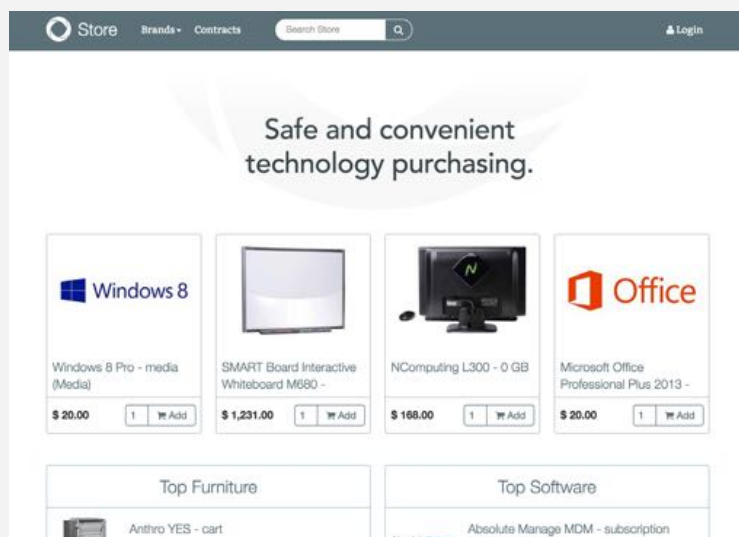 Store Brands Contracts Search Store Login
Safe and convenient
technology purchasing.
Windows 8
N
Office
Windows 8 Pro - media
(Media)
$ 20.00 1 Add
SMART Board Interactive
Whiteboard M680 -
$ 1,231.00 1 Add
NComputing L300 - 0 GB
$ 168.00 1 Add
Microsoft Office
Professional Plus 2013 -
$ 20.00 1 Add
Top Furniture
Anthro YES - cart
Top Software
Absolute Manage MDM - subscription